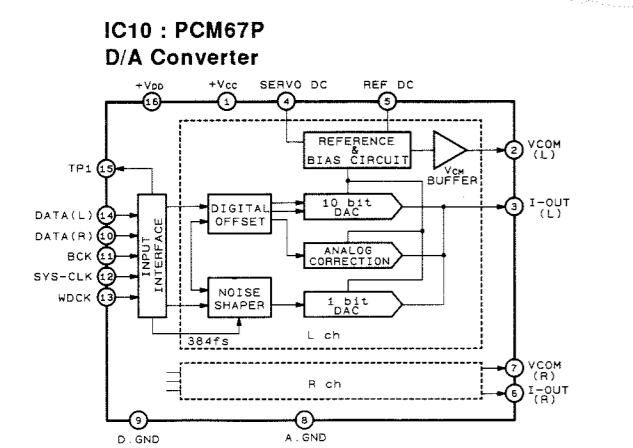 IC10 : PCM67P
D/A Converter
+VDD
+VCC
SERVO DC
REF DC
16
1
4
5
REFERENCE
&
BIAS CIRCUIT
VCM
BUFFER
2
VCOM
(L)
TP1
15
DATA(L)
14
DATA(R)
10
BCK
11
SYS-CLK
12
WDCK
13
INPUT
INTERFACE
DIGITAL
OFFSET
10 bit
DAC
3
I-OUT
(L)
ANALOG
CORRECTION
NOISE
SHAPER
1 bit
DAC
384fs
L ch
R ch
7
VCOM
(R)
6
I-OUT
(R)
9
8
D.GND
A.GND